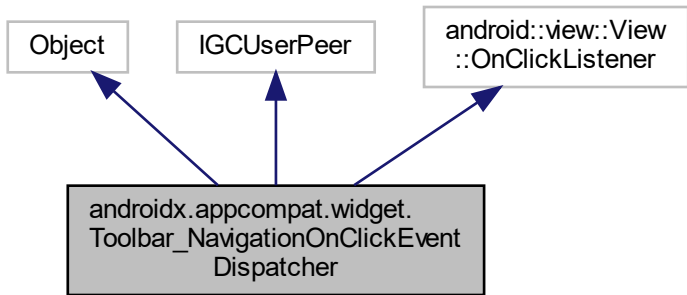 Object
IGCUserPeer
android::view::View
::OnClickListener
androidx.appcompat.widget.
Toolbar_NavigationOnClickEvent
Dispatcher